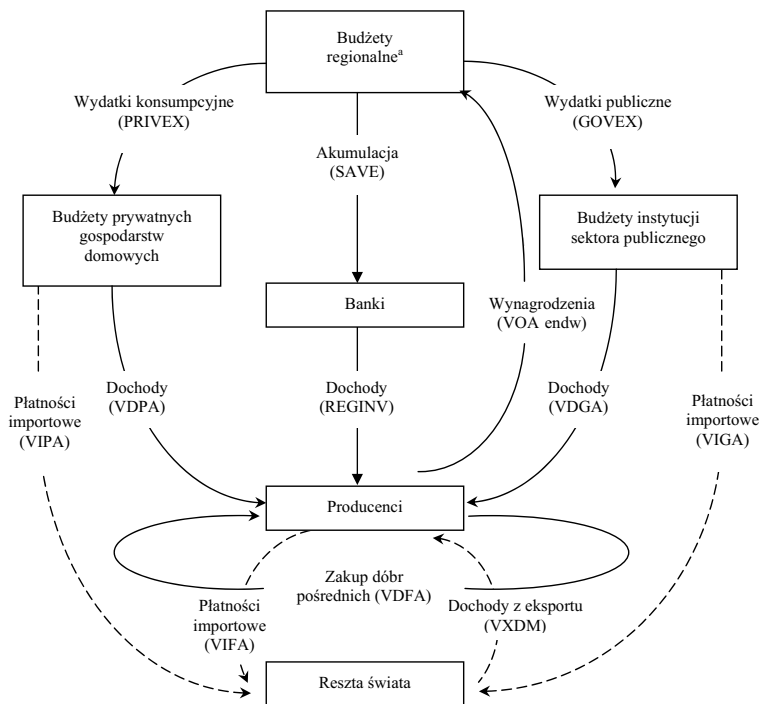 Budżety
regionalneᵃ
Wydatki konsumpcyjne
(PRIVEX)
Wydatki publiczne
(GOVEX)
Akumulacja
(SAVE)
Budżety prywatnych
gospodarstw
domowych
Budżety instytucji
sektora publicznego
Banki
Wynagrodzenia
(VOA endw)
Płatności
importowe
(VIPA)
Dochody
(VDPA)
Dochody
(REGINV)
Dochody
(VDGA)
Płatności
importowe
(VIGA)
Producenci
Zakup dóbr
pośrednich (VDFA)
Płatności
importowe
(VIFA)
Dochody z eksportu
(VXDM)
Reszta świata